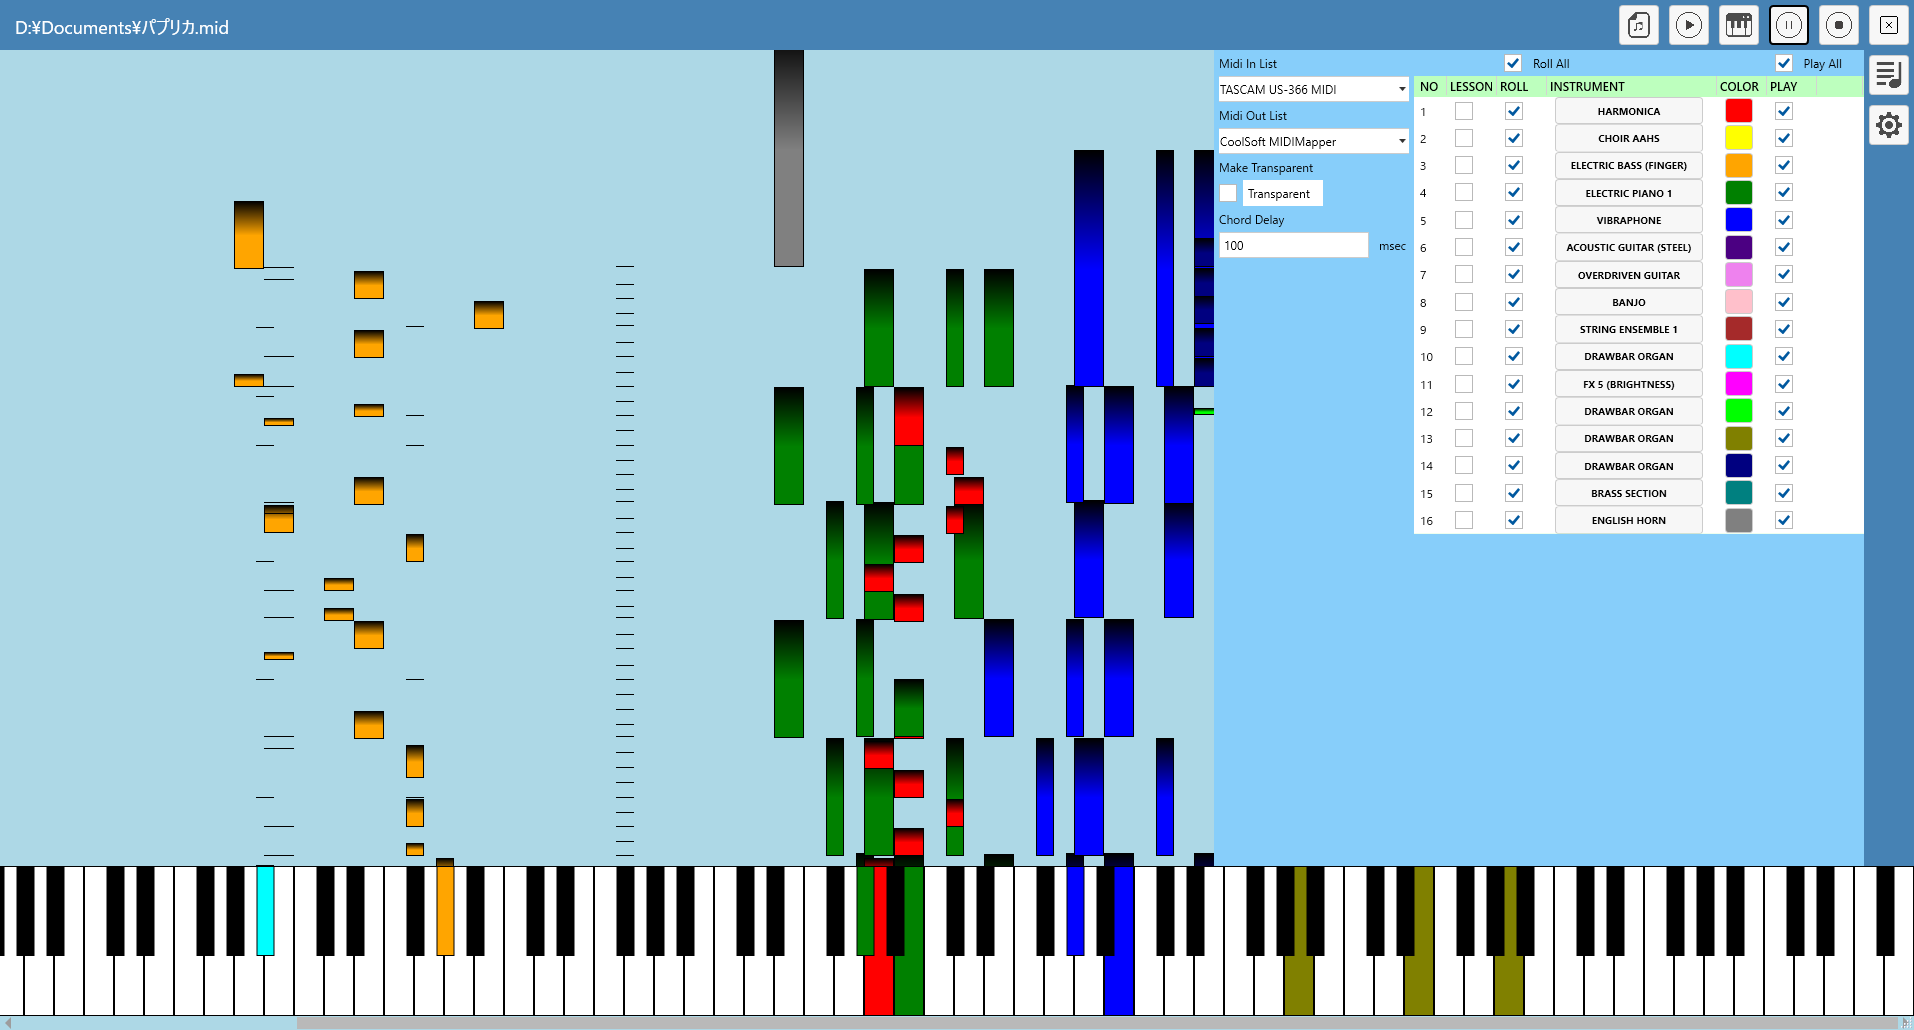 D:¥Documents¥パプリカ.mid
Midi In List
Roll All
Play All
TASCAM US-366 MIDI
Midi Out List
CoolSoft MIDIMapper
Make Transparent
Transparent
Chord Delay
100 msec
NO LESSON ROLL INSTRUMENT COLOR PLAY
1 HARMONICA
2 CHOIR AAHS
3 ELECTRIC BASS (FINGER)
4 ELECTRIC PIANO 1
5 VIBRAPHONE
6 ACOUSTIC GUITAR (STEEL)
7 OVERDRIVEN GUITAR
8 BANJO
9 STRING ENSEMBLE 1
10 DRAWBAR ORGAN
11 FX 5 (BRIGHTNESS)
12 DRAWBAR ORGAN
13 DRAWBAR ORGAN
14 DRAWBAR ORGAN
15 BRASS SECTION
16 ENGLISH HORN